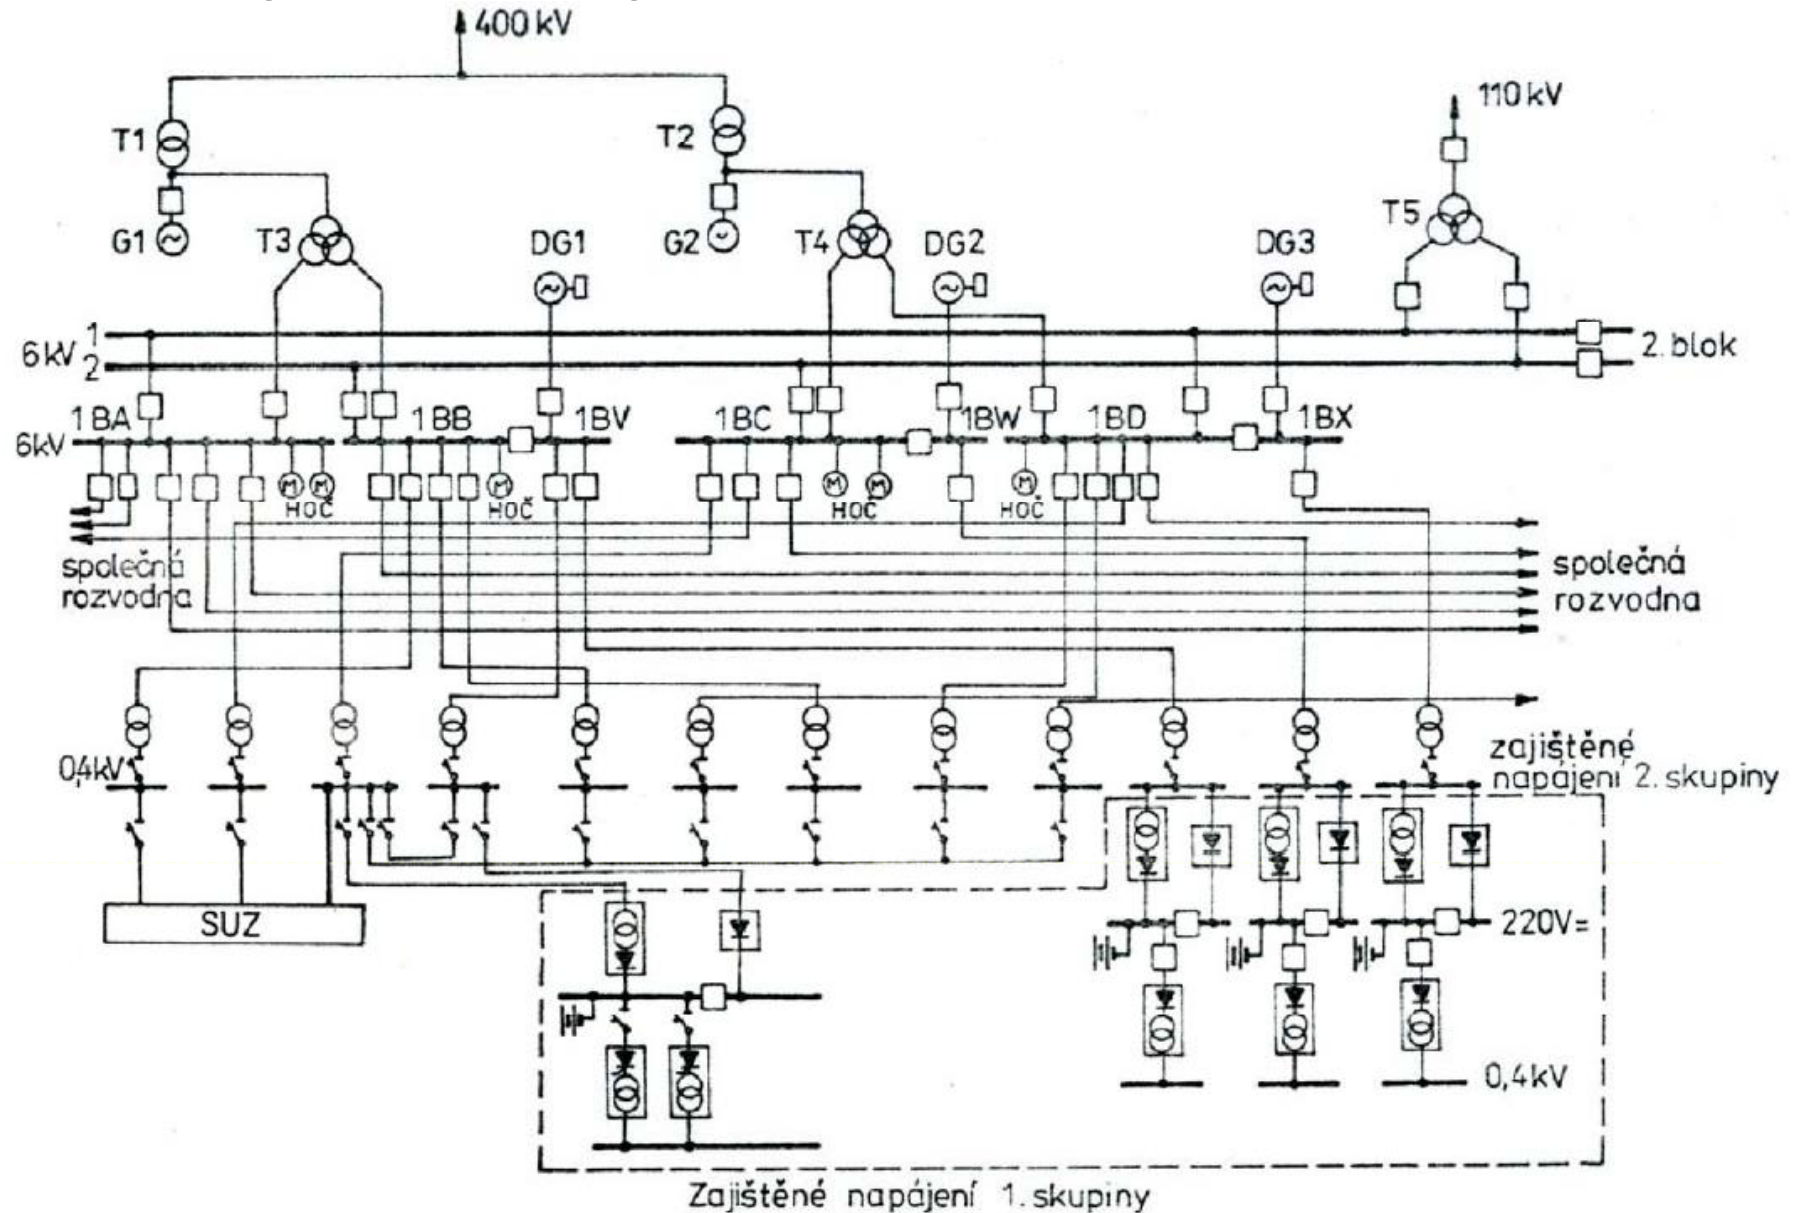 400 kV
110 kV
T1
T2
T5
G1
T3
DG1
G2
T4
DG2
DG3
1
6 kV 2
2. blok
1BA
1BB
1BV
1BC
1BW
1BD
1BX
6kV
M
M
M
M
M
M
HOČ
HOČ
HOČ
HOČ
společná
rozvodna
společná
rozvodna
0,4kV
zajištěné
napájení 2. skupiny
SUZ
220V=
0,4kV
Zajištěné napájení 1. skupiny